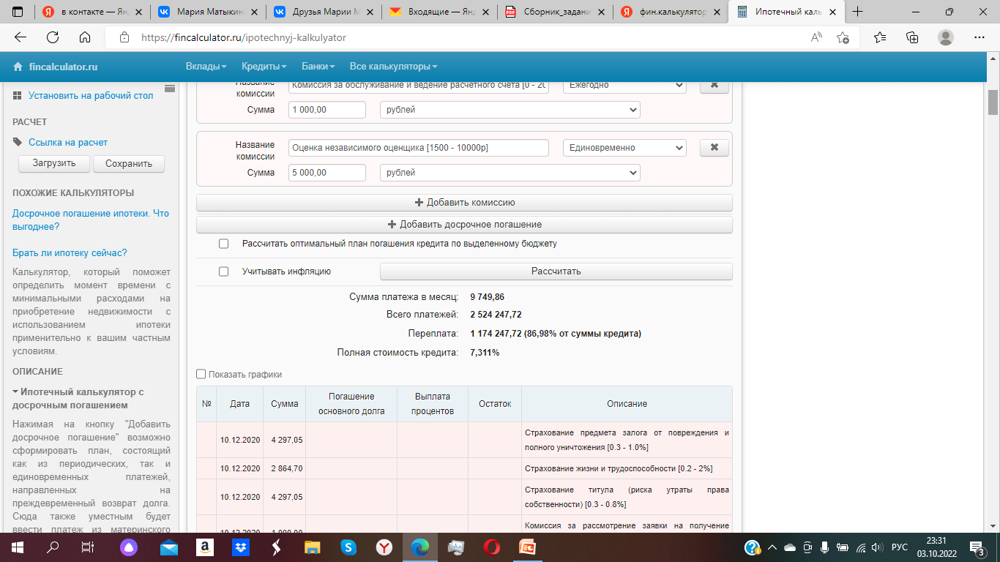 в контакте — Ян
Мария Матыкин
Друзья Марии М
Входящие — Янд
Сборник_задани
фин.калькулятор
Ипотечный каль
https://fincalculator.ru/ipotechnyj-kalkulyator
fincalculator.ru
Вклады
Кредиты
Банки
Все калькуляторы
Установить на рабочий стол
РАСЧЕТ
Ссылка на расчет
Загрузить
Сохранить
ПОХОЖИЕ КАЛЬКУЛЯТОРЫ
Досрочное погашение ипотеки. Что
выгоднее?
Брать ли ипотеку сейчас?
Калькулятор, который поможет
определить момент времени с
минимальными расходами на
приобретение недвижимости с
использованием ипотеки
применительно к вашим частным
условиям.
ОПИСАНИЕ
Ипотечный калькулятор с
досрочным погашением
Нажимая на кнопку "Добавить
досрочное погашение" возможно
сформировать план, состоящий
как из периодических, так и
единовременных платежей,
направленных на
преждевременный возврат долга.
Сюда также уместным будет
ввести платеж из материнского
Название
комиссии
Комиссия за обслуживание и ведение расчетного счета [0 - 20
Ежегодно
Сумма
1 000,00
рублей
Название
комиссии
Оценка независимого оценщика [1500 - 10000р]
Единовременно
Сумма
5 000,00
рублей
Добавить комиссию
Добавить досрочное погашение
Рассчитать оптимальный план погашения кредита по выделенному бюджету
Учитывать инфляцию
Рассчитать
Сумма платежа в месяц: 9 749,86
Всего платежей: 2 524 247,72
Переплата: 1 174 247,72 (86,98% от суммы кредита)
Полная стоимость кредита: 7,311%
Показать графики
№
Дата
Сумма
Погашение
основного долга
Выплата
процентов
Остаток
Описание
10.12.2020 4 297,05
Страхование предмета залога от повреждения и
полного уничтожения [0.3 - 1.0%]
10.12.2020 2 864,70 Страхование жизни и трудоспособности [0.2 - 2%]
10.12.2020 4 297,05
Страхование титула (риска утраты права
собственности) [0.3 - 0.8%]
10.12.2020 1 000,00
Комиссия за рассмотрение заявки на получение
РУС
23:31
03.10.2022
3